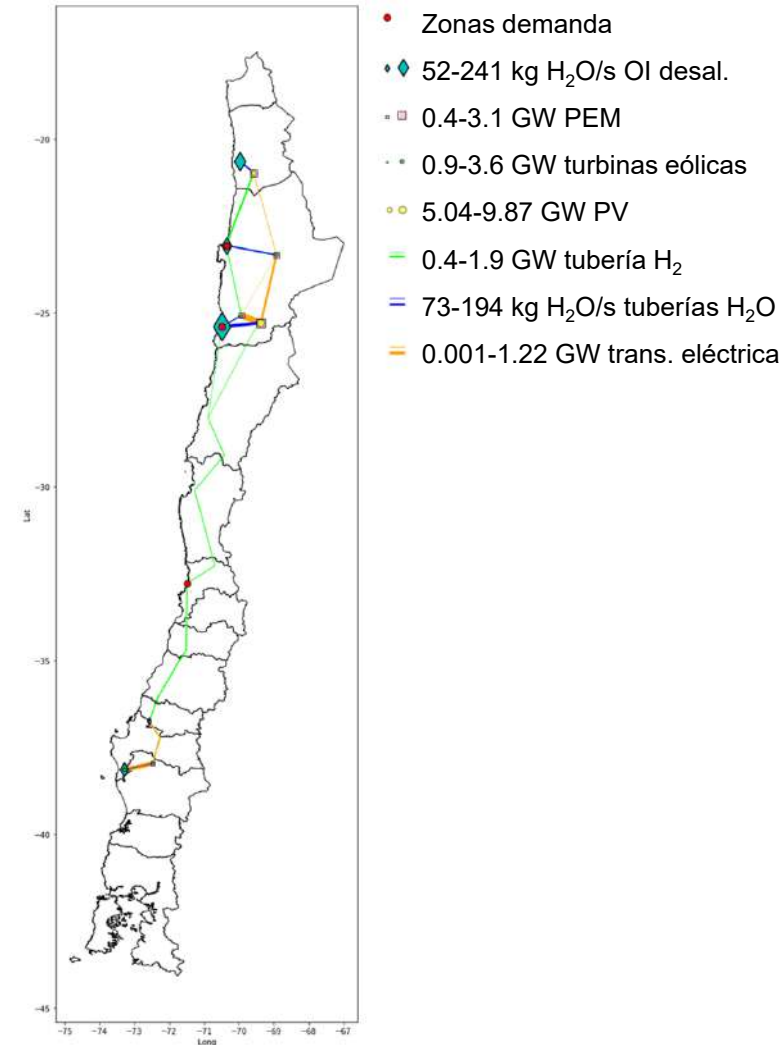 Zonas demanda
52-241 kg H₂O/s OI desal.
0.4-3.1 GW PEM
0.9-3.6 GW turbinas eólicas
5.04-9.87 GW PV
0.4-1.9 GW tubería H₂
73-194 kg H₂O/s tuberías H₂O
0.001-1.22 GW trans. eléctrica
−20
−25
−30
−35
−40
−45
Lat
−75 −74 −73 −72 −71 −70 −69 −68 −67
Long